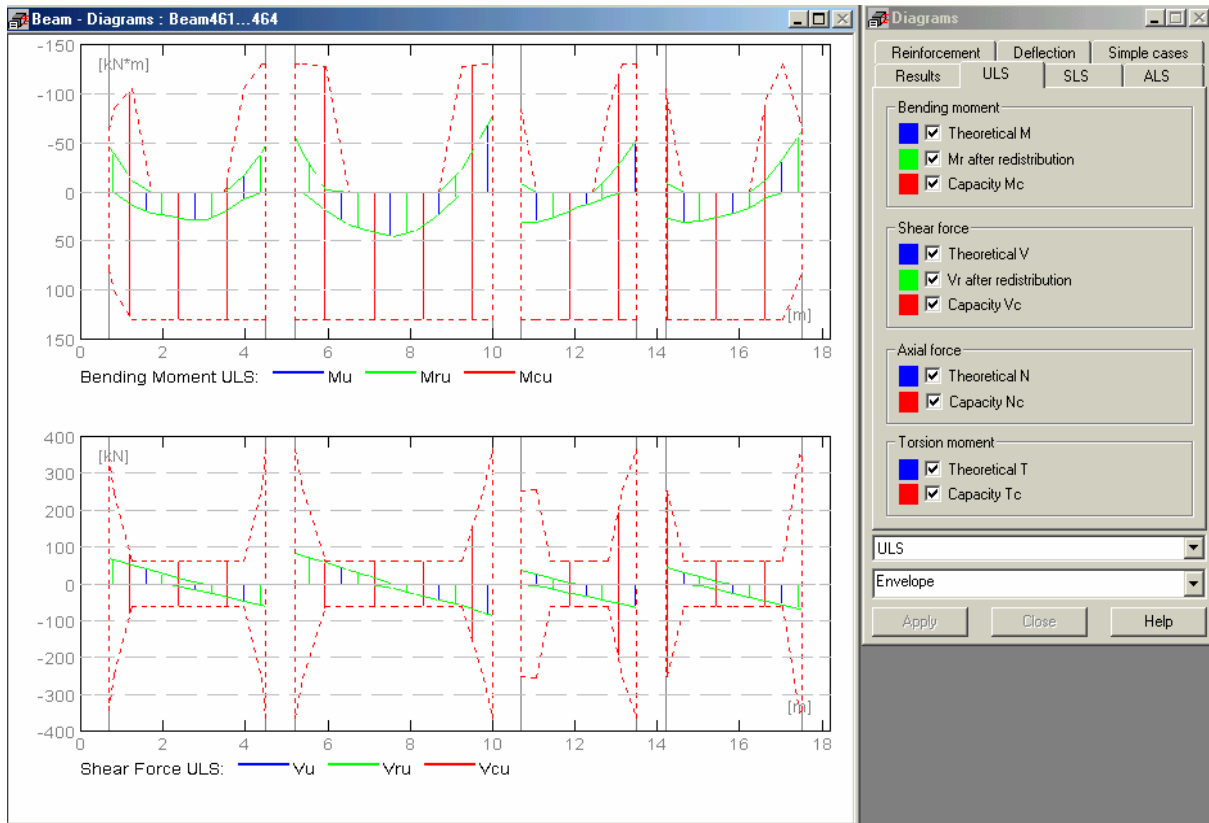 Beam - Diagrams : Beam461...464
-150
[kN*m]
-100
-50
0
50
100
[m]
150
0 2 4 6 8 10 12 14 16 18
Bending Moment ULS: Mu Mru Mcu
400
[kN]
300
200
100
0
-100
-200
-300
[m]
-400
0 2 4 6 8 10 12 14 16 18
Shear Force ULS: Vu Vru Vcu
Diagrams
Reinforcement Deflection Simple cases
Results ULS SLS ALS
Bending moment
Theoretical M
Mr after redistribution
Capacity Mc
Shear force
Theoretical V
Vr after redistribution
Capacity Vc
Axial force
Theoretical N
Capacity Nc
Torsion moment
Theoretical T
Capacity Tc
ULS
Envelope
Apply Close Help